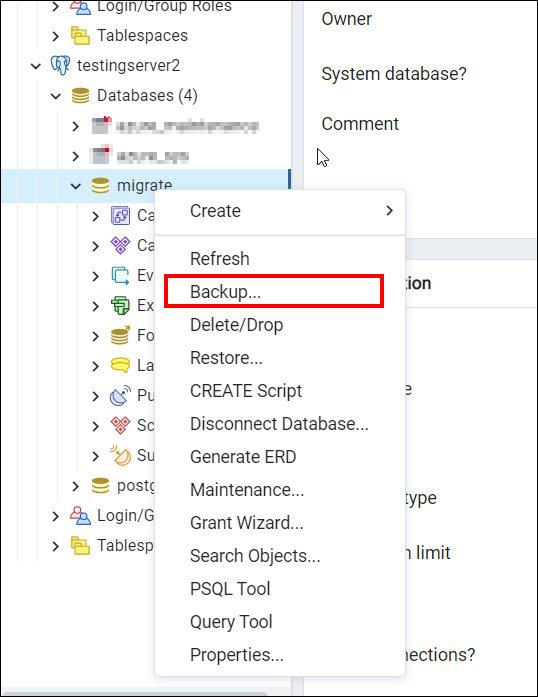 Login/Group Roles
Tablespaces
testingserver2
Databases (4)
migrate
Ca
Ca
Ev
Ex
Fo
La
Pu
Sc
Su
postg
Login/G
Tablesp
Create
Refresh
Backup...
Delete/Drop
Restore...
CREATE Script
Disconnect Database...
Generate ERD
Maintenance...
Grant Wizard...
Search Objects...
PSQL Tool
Query Tool
Properties...
Owner
System database?
Comment
tion
e
type
n limit
nections?